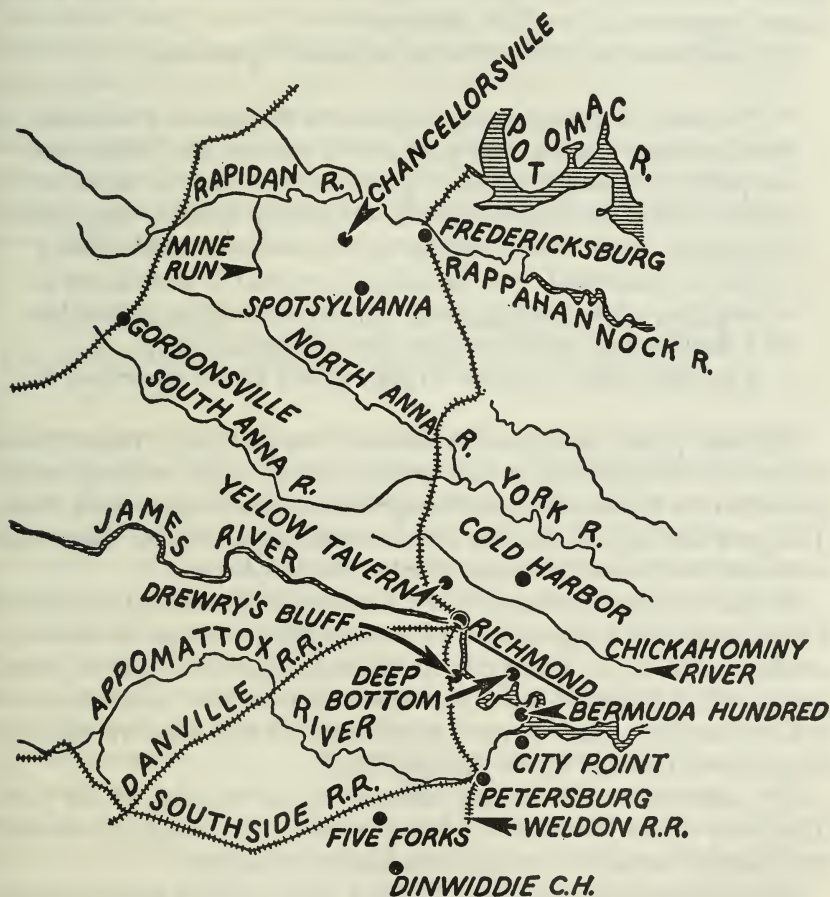 CHANCELLORSVILLE
POTOMAC R.
RAPIDAN R.
MINE
RUN
FREDERICKSBURG
RAPPAHANNOCK R.
SPOTSYLVANIA
GORDONSVILLE
NORTH ANNA R.
SOUTH ANNA R.
YORK R.
JAMES RIVER
YELLOW TAVERN
COLD HARBOR
DREWRY'S BLUFF
RICHMOND
CHICKAHOMINY
RIVER
APPOMATTOX RIVER
DANVILLE R.R.
DEEP
BOTTOM
BERMUDA HUNDRED
CITY POINT
SOUTHSIDE R.R.
PETERSBURG
FIVE FORKS
WELDON R.R.
DINWIDDIE C.H.